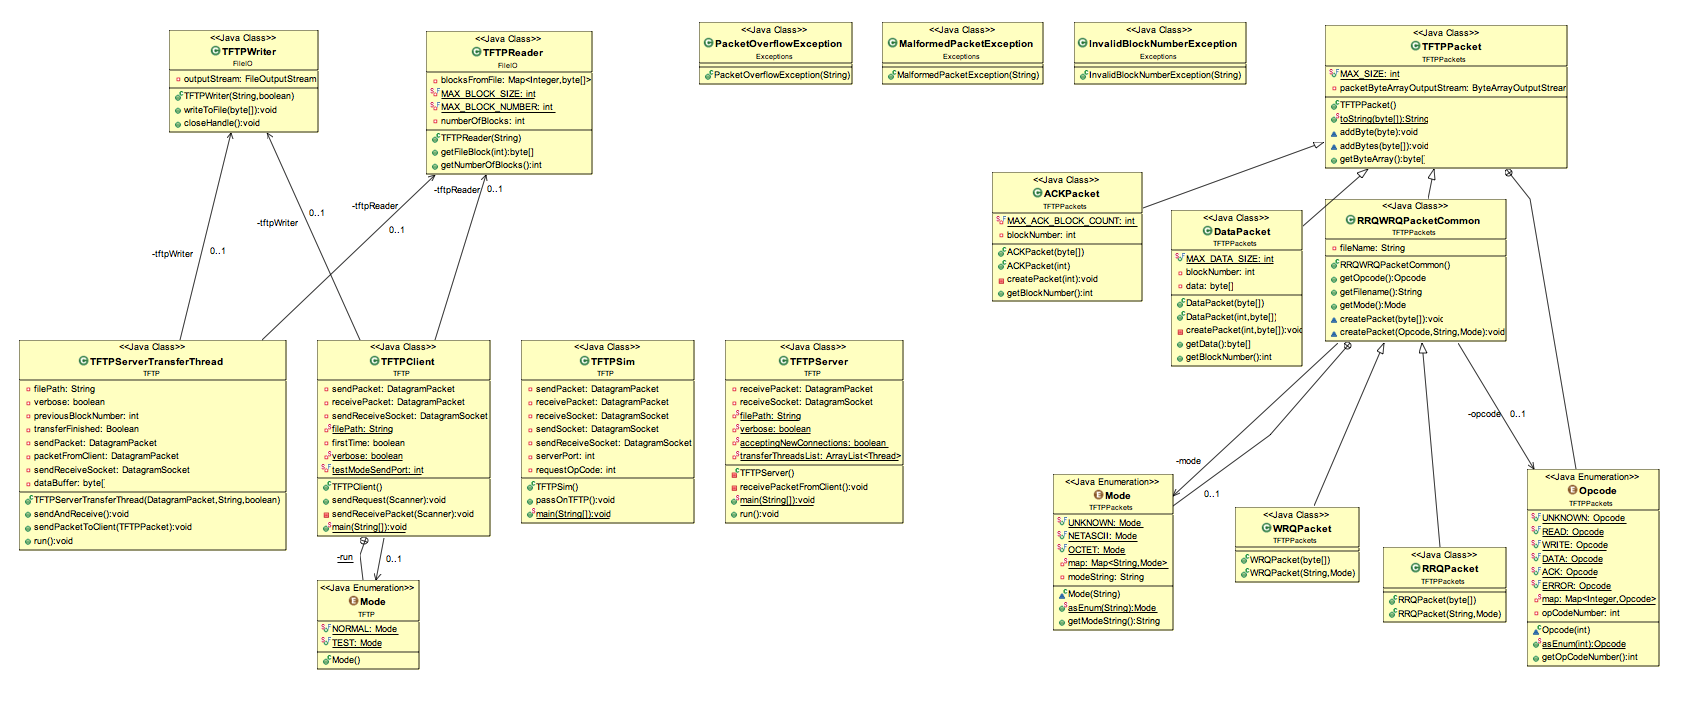 <<Java Class>>
TFTPWriter
FileIO
outputStream: FileOutputStream
TFTPWriter(String,boolean)
writeToFile(byte[]):void
closeHandle():void
<<Java Class>>
TFTPReader
FileIO
blocksFromFile: Map<Integer,byte[]>
MAX_BLOCK_SIZE: int
MAX_BLOCK_NUMBER: int
numberOfBlocks: int
TFTPReader(String)
getFileBlock(int):byte[]
getNumberOfBlocks():int
<<Java Class>>
PacketOverflowException
Exceptions
PacketOverflowException(String)
<<Java Class>>
MalformedPacketException
Exceptions
MalformedPacketException(String)
<<Java Class>>
InvalidBlockNumberException
Exceptions
InvalidBlockNumberException(String)
<<Java Class>>
TFTPPacket
TFTPPackets
MAX_SIZE: int
packetByteArrayOutputStream: ByteArrayOutputStrear
TFTPPacket()
toString(byte[]):String
addByte(byte):void
addBytes(byte[]):void
getByteArray():byte[
-tftpReader
0..1
-tftpReader
0..1
-tftpWriter
0..1
-tftpWriter
0..1
<<Java Class>>
ACKPacket
TFTPPackets
MAX_ACK_BLOCK_COUNT: int
blockNumber: int
ACKPacket(byte[])
ACKPacket(int)
createPacket(int):void
getBlockNumber():int
<<Java Class>>
DataPacket
TFTPPackets
MAX_DATA_SIZE: int
blockNumber: int
data: byte[]
DataPacket(byte[])
DataPacket(int,byte[])
createPacket(int,byte[]):void
getData():byte[]
getBlockNumber():int
<<Java Class>>
RRQWRQPacketCommon
TFTPPackets
fileName: String
RRQWRQPacketCommon()
getOpcode():Opcode
getFilename():String
getMode():Mode
createPacket(byte[]):void
createPacket(Opcode,String,Mode):void
<<Java Class>>
TFTPServerTransferThread
TFTP
filePath: String
verbose: boolean
previousBlockNumber: int
transferFinished: Boolean
sendPacket: DatagramPacket
packetFromClient: DatagramPacket
sendReceiveSocket: DatagramSocket
dataBuffer: byte[]
TFTPServerTransferThread(DatagramPacket,String,boolean)
sendAndReceive():void
sendPacketToClient(TFTPPacket):void
run():void
<<Java Class>>
TFTPClient
TFTP
sendPacket: DatagramPacket
receivePacket: DatagramPacket
sendReceiveSocket: DatagramSocket
filePath: String
firstTime: boolean
verbose: boolean
testModeSendPort: int
TFTPClient()
sendRequest(Scanner):void
sendReceivePacket(Scanner):void
main(String[]):void
<<Java Class>>
TFTPSim
TFTP
sendPacket: DatagramPacket
receivePacket: DatagramPacket
receiveSocket: DatagramSocket
sendSocket: DatagramSocket
sendReceiveSocket: DatagramSocket
serverPort: int
requestOpCode: int
TFTPSim()
passOnTFTP():void
main(String[]):void
<<Java Class>>
TFTPServer
TFTP
receivePacket: DatagramPacket
receiveSocket: DatagramSocket
filePath: String
verbose: boolean
acceptingNewConnections: boolean
transferThreadsList: ArrayList<Thread>
TFTPServer()
receivePacketFromClient():void
main(String[]):void
run():void
-run
0..1
<<Java Enumeration>>
Mode
TFTP
NORMAL: Mode
TEST: Mode
Mode()
-opcode
0..1
-mode
0..1
<<Java Enumeration>>
Mode
TFTPPackets
UNKNOWN: Mode
NETASCII: Mode
OCTET: Mode
map: Map<String,Mode>
modeString: String
Mode(String)
asEnum(String):Mode
getModeString():String
<<Java Class>>
WRQPacket
TFTPPackets
WRQPacket(byte[])
WRQPacket(String,Mode)
<<Java Class>>
RRQPacket
TFTPPackets
RRQPacket(byte[])
RRQPacket(String,Mode)
<<Java Enumeration>>
Opcode
TFTPPackets
UNKNOWN: Opcode
READ: Opcode
WRITE: Opcode
DATA: Opcode
ACK: Opcode
ERROR: Opcode
map: Map<Integer,Opcode>
opCodeNumber: int
Opcode(int)
asEnum(int):Opcode
getOpCodeNumber():int